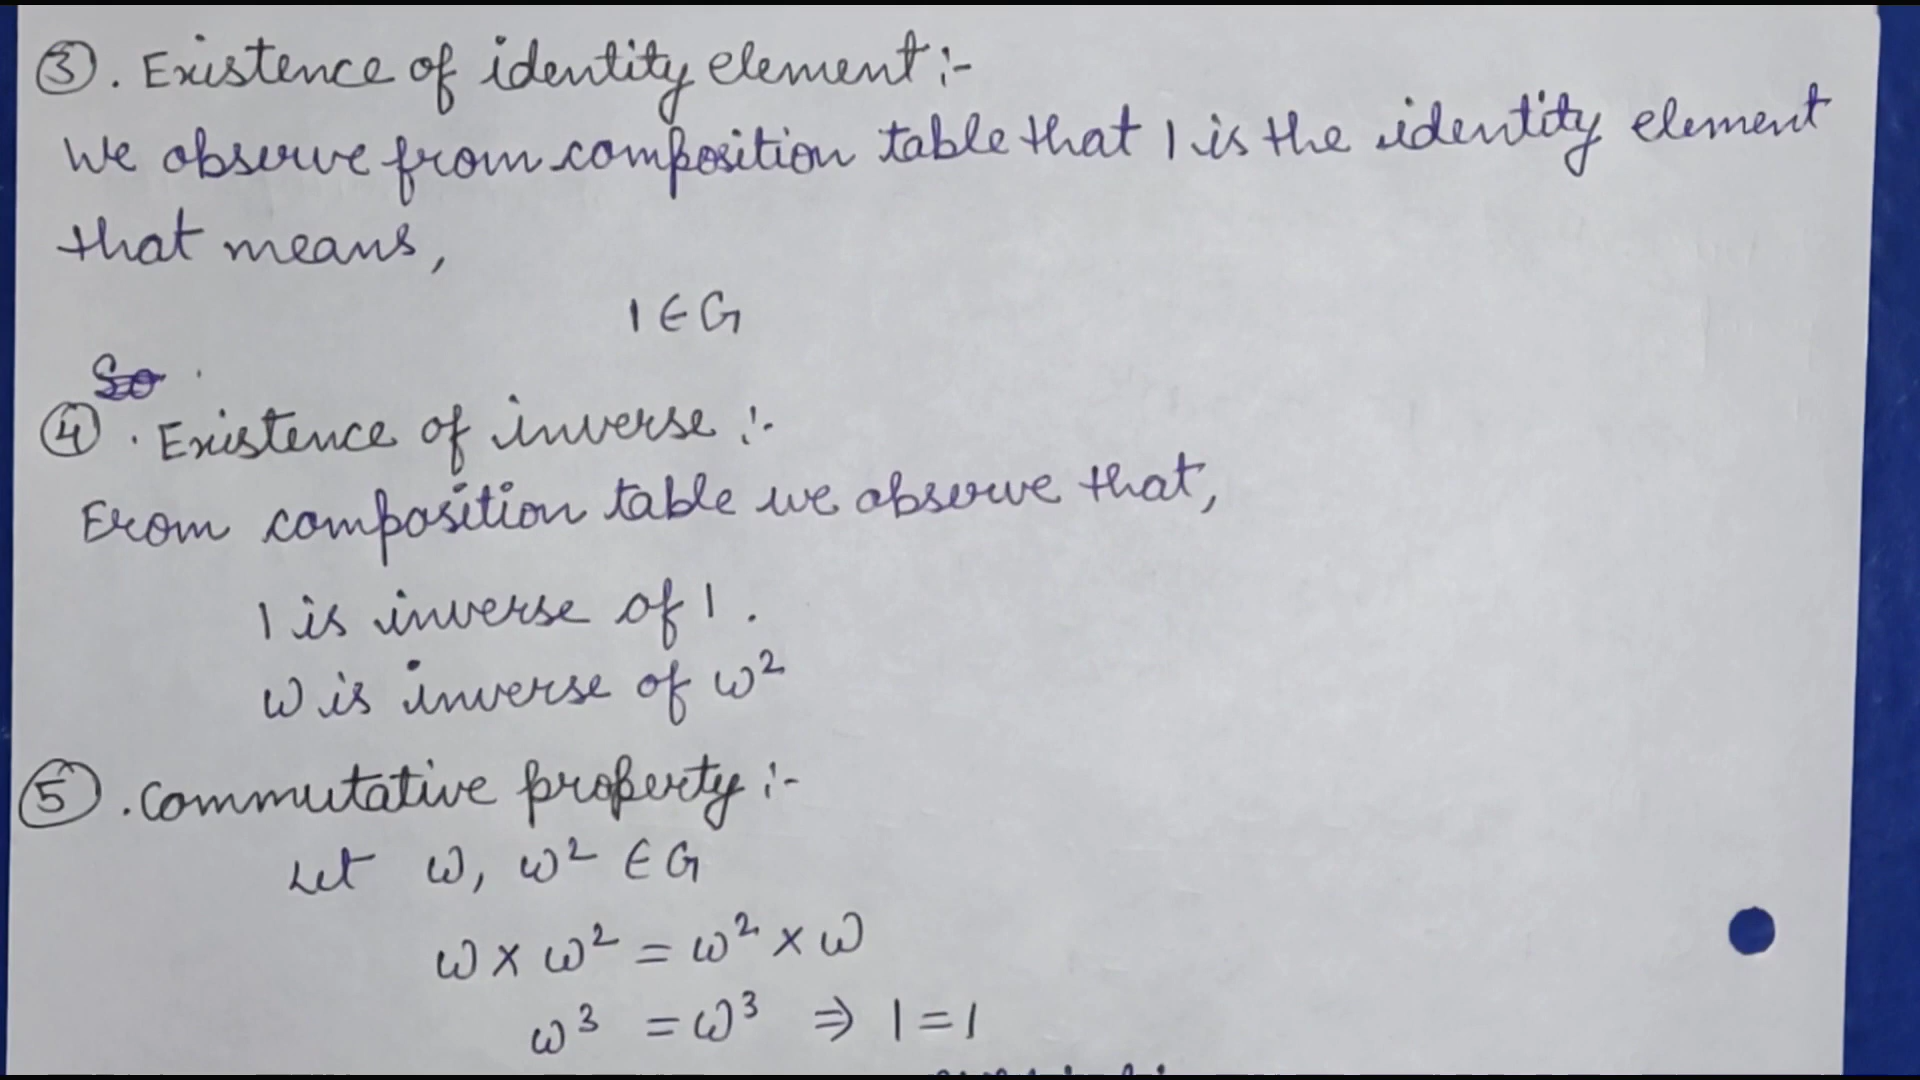 ③. Existence of identity element :-
We observe from composition table that 1 is the identity element
that means,
1 ∈ G
So
④. Existence of inverse :-
From composition table we observe that,
1 is inverse of 1.
ω is inverse of ω²
⑤. Commutative property :-
Let ω, ω² ∈ G
ω × ω² = ω² × ω
ω³ = ω³ ⇒ 1 = 1